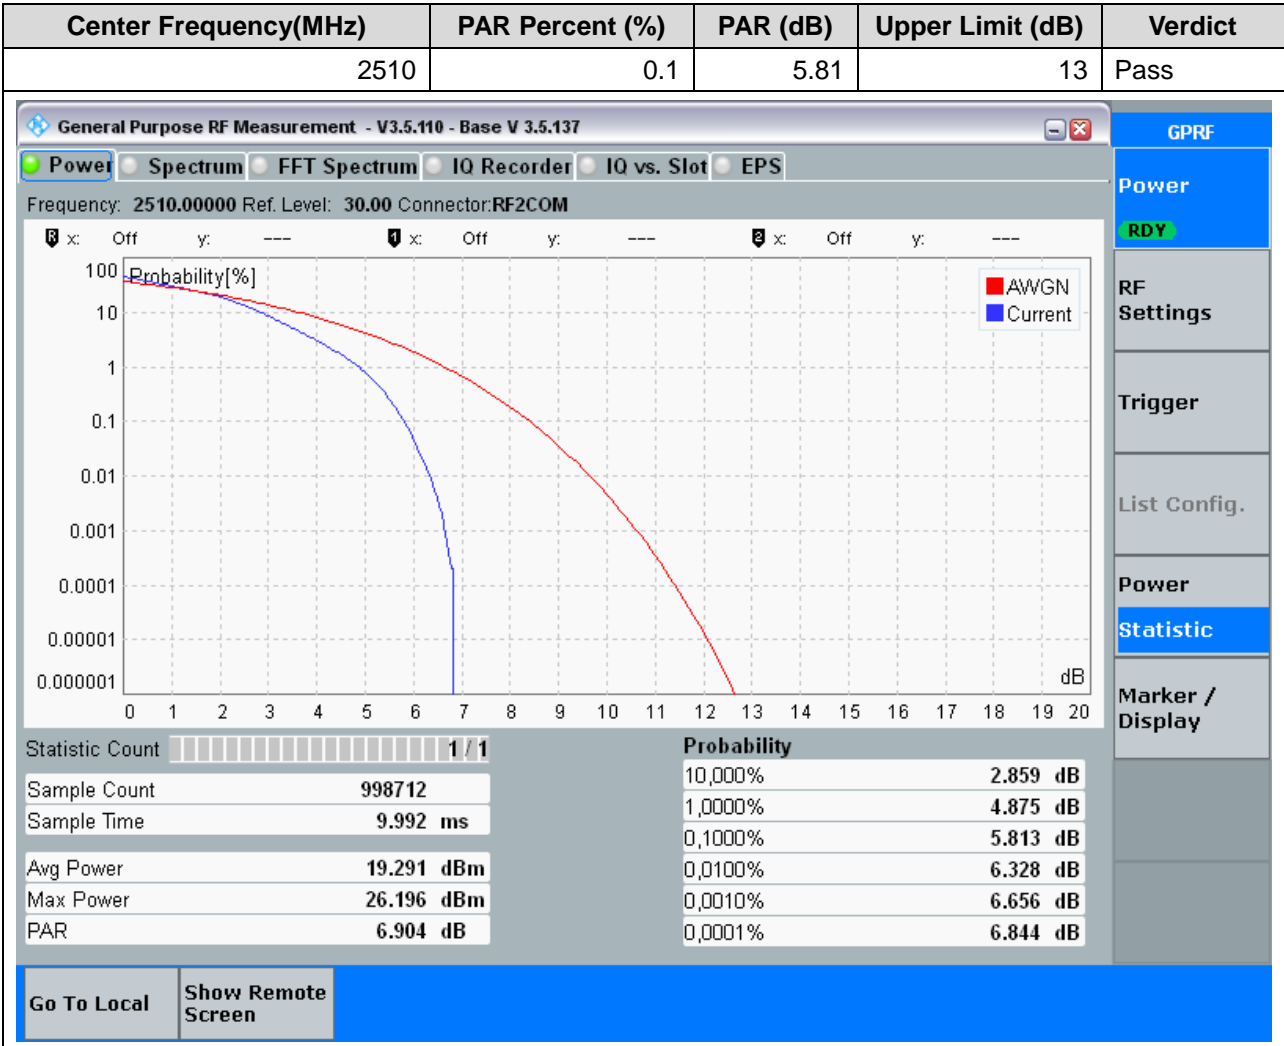 Center Frequency(MHz) PAR Percent (%) PAR (dB) Upper Limit (dB) Verdict
2510 0.1 5.81 13 Pass
General Purpose RF Measurement - V3.5.110 - Base V 3.5.137
GPRF
Power Spectrum FFT Spectrum IQ Recorder IQ vs. Slot EPS
Frequency: 2510.00000 Ref. Level: 30.00 Connector:RF2COM
R x: Off y: --- 1 x: Off y: --- 2 x: Off y: ---
Probability[%]
100
10
1
0.1
0.01
0.001
0.0001
0.00001
0.000001
AWGN
Current
dB
0 1 2 3 4 5 6 7 8 9 10 11 12 13 14 15 16 17 18 19 20
Statistic Count 1 / 1
Sample Count 998712
Sample Time 9.992 ms
Avg Power 19.291 dBm
Max Power 26.196 dBm
PAR 6.904 dB
Probability
10,000% 2.859 dB
1,0000% 4.875 dB
0,1000% 5.813 dB
0,0100% 6.328 dB
0,0010% 6.656 dB
0,0001% 6.844 dB
Power
RDY
RF
Settings
Trigger
List Config.
Power
Statistic
Marker /
Display
Go To Local
Show Remote
Screen